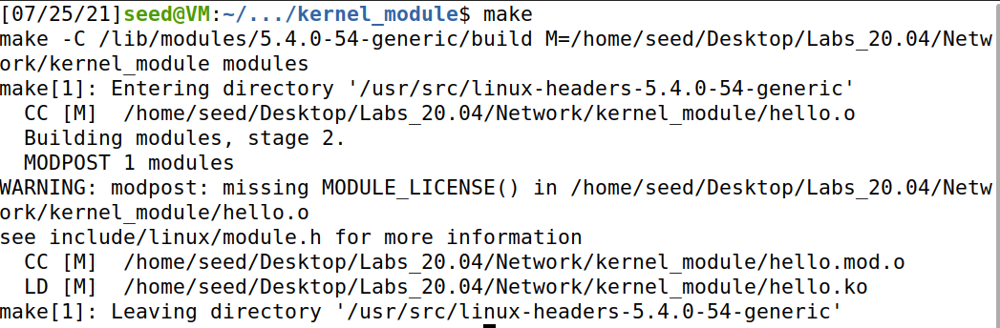 [07/25/21]seed@VM:~/.../kernel_module$ make
make -C /lib/modules/5.4.0-54-generic/build M=/home/seed/Desktop/Labs_20.04/Netw
ork/kernel_module modules
make[1]: Entering directory '/usr/src/linux-headers-5.4.0-54-generic'
  CC [M]  /home/seed/Desktop/Labs_20.04/Network/kernel_module/hello.o
  Building modules, stage 2.
  MODPOST 1 modules
WARNING: modpost: missing MODULE_LICENSE() in /home/seed/Desktop/Labs_20.04/Netw
ork/kernel_module/hello.o
see include/linux/module.h for more information
  CC [M]  /home/seed/Desktop/Labs_20.04/Network/kernel_module/hello.mod.o
  LD [M]  /home/seed/Desktop/Labs_20.04/Network/kernel_module/hello.ko
make[1]: Leaving directory '/usr/src/linux-headers-5.4.0-54-generic'